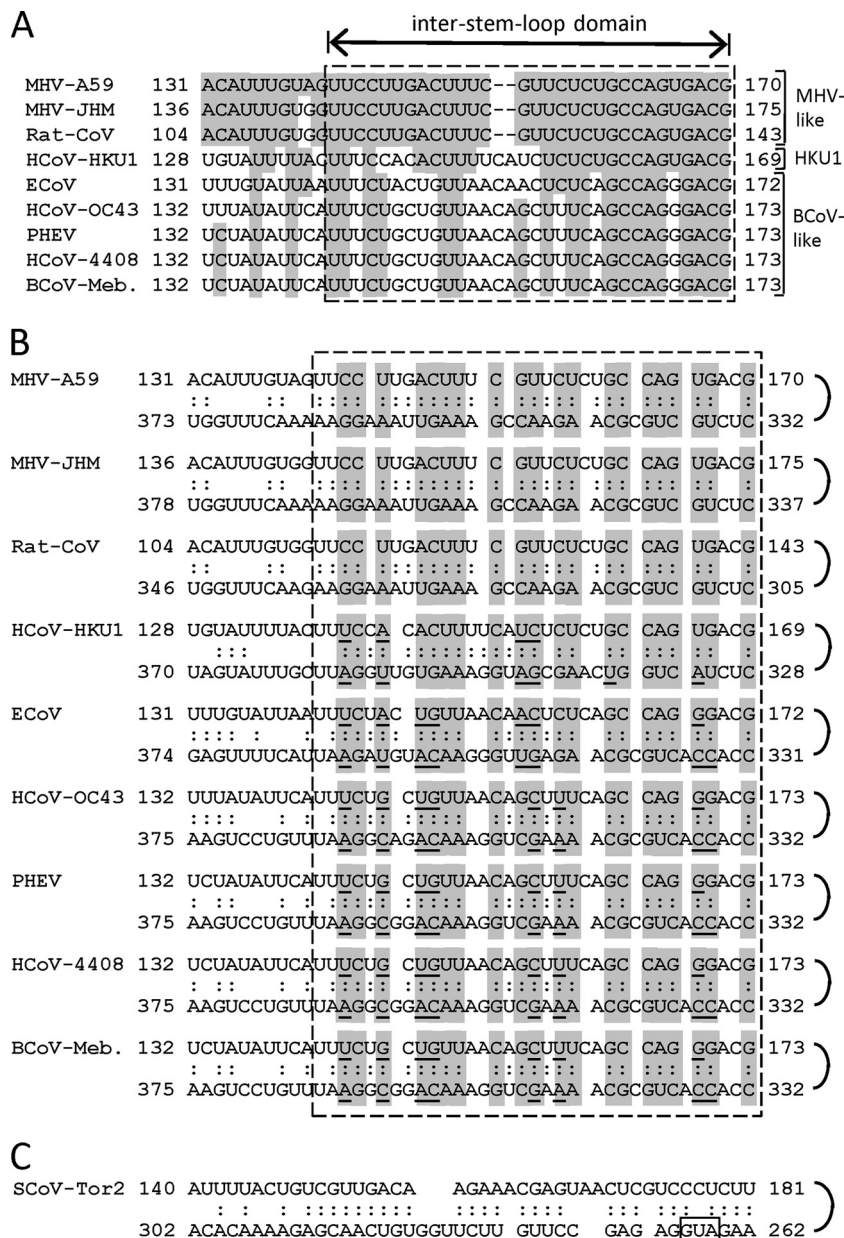 A
inter-stem-loop domain
MHV-A59 131 ACAUUUGUAGUUUCCUUGACUUUC--GUUCUCUGCCAGUGACG 170
MHV-JHM 136 ACAUUUGUGGUUUCCUUGACUUUC--GUUCUCUGCCAGUGACG 175
Rat-CoV 104 ACAUUUGUGGUUUCCUUGACUUUC--GUUCUCUGCCAGUGACG 143
HCoV-HKU1 128 UGUAUUUUAGUUUCCACACUUUUCAUCUCUCUGCCAGUGACG 169
ECoV 131 UUUGUAUUAAUUUCUACUGUUAACAACUCUCAGCCAGGGACG 172
HCoV-OC43 132 UUUAUAUUCAUUUCUGCUGUUAACAGCUUUCAGCCAGGGACG 173
PHEV 132 UCUAUAUUCAUUUCUGCUGUUAACAGCUUUCAGCCAGGGACG 173
HCoV-4408 132 UCUAUAUUCAUUUCUGCUGUUAACAGCUUUCAGCCAGGGACG 173
BCoV-Meb. 132 UCUAUAUUCAUUUCUGCUGUUAACAGCUUUCAGCCAGGGACG 173
MHV-like
HKU1
BCoV-like
B
MHV-A59 131 ACAUUUGUAGUUCC UUGACUUU C GUUCUCUGC CAG UGACG 170
:: : : ::::: :::: ::: :: ::: :: :
373 UGGUUUCAAAAAGGAAAUUGAAA GCCAAGA ACGCGUC GUCUC 332
MHV-JHM 136 ACAUUUGUGGUUCC UUGACUUU C GUUCUCUGC CAG UGACG 175
378 UGGUUUCAAAAAGGAAAUUGAAA GCCAAGA ACGCGUC GUCUC 337
Rat-CoV 104 ACAUUUGUGGUUCC UUGACUUU C GUUCUCUGC CAG UGACG 143
346 UGGUUUCAAGAAGGAAAUUGAAA GCCAAGA ACGCGUC GUCUC 305
HCoV-HKU1 128 UGUAUUUUACUUUCCA CACUUUUCAUCUCUCUGC CAG UGACG 169
370 UAGUAUUUGCUUAGGUUGUGAAAGGUAGCGAACUG GUC AUCUC 328
ECoV 131 UUUGUAUUAAUUUCUAC UGUUAACAACUCUCAGC CAG GGACG 172
374 GAGUUUUCAUUAAGAUGUACAAGGGUUGAGA ACGCGUCACCACC 331
HCoV-OC43 132 UUUAUAUUCAUUUCUG CUGUUAACAGCUUUCAGC CAG GGACG 173
375 AAGUCCUGUUUAAGGCAGACAAAGGUCGAAA ACGCGUCACCACC 332
PHEV 132 UCUAUAUUCAUUUCUG CUGUUAACAGCUUUCAGC CAG GGACG 173
375 AAGUCCUGUUUAAGGCGGACAAAGGUCGAAA ACGCGUCACCACC 332
HCoV-4408 132 UCUAUAUUCAUUUCUG CUGUUAACAGCUUUCAGC CAG GGACG 173
375 AAGUCCUGUUUAAGGCGGACAAAGGUCGAAA ACGCGUCACCACC 332
BCoV-Meb. 132 UCUAUAUUCAUUUCUG CUGUUAACAGCUUUCAGC CAG GGACG 173
375 AAGUCCUGUUUAAGGCGGACAAAGGUCGAAA ACGCGUCACCACC 332
C
SCoV-Tor2 140 AUUUUACUGUCGUUGACA AGAAACGAGUAACUCGUCCCUCUU 181
302 ACACAAAAGAGCAACUGUGGUUCUU GUUCC GAG AGGUAGAA 262